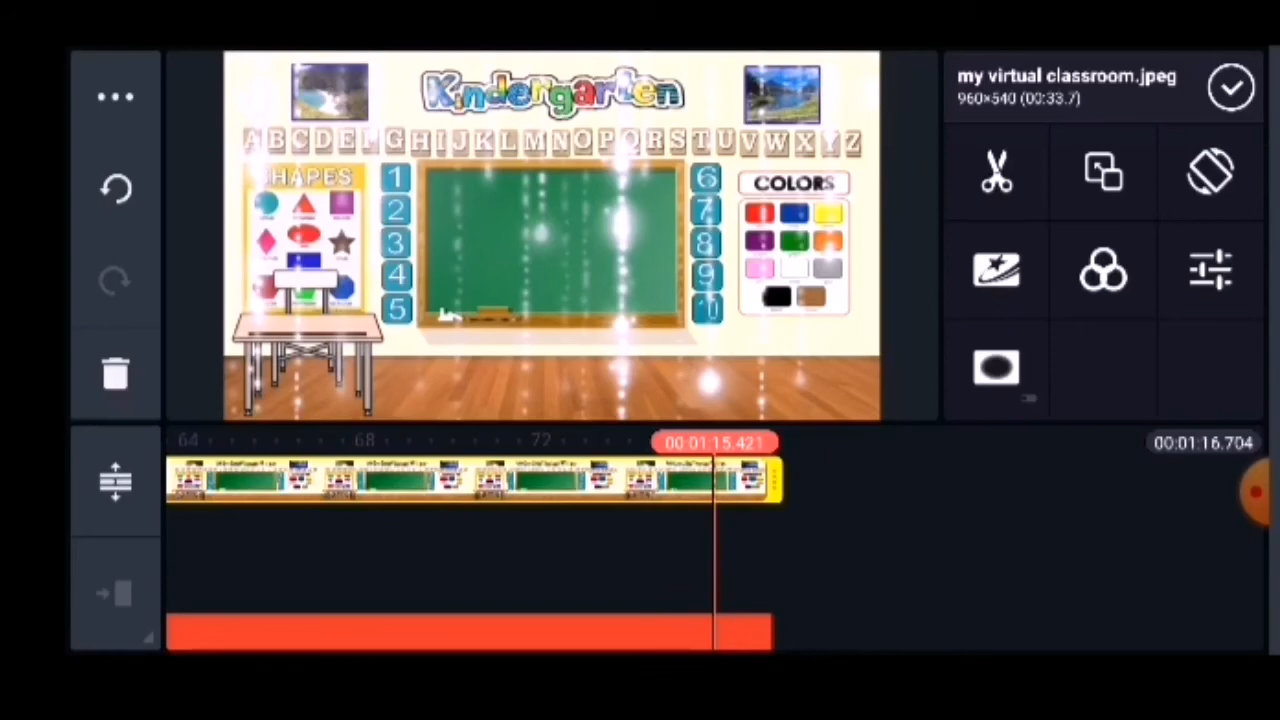 my virtual classroom.jpeg
960×540 (00:33.7)
Kindergarten
A B C D E F G H I J K L M N O P Q R S T U V W X Y Z
SHAPES
1
2
3
4
5
6
7
8
9
10
COLORS
64 68 72
00:01:15.421
00:01:16.704